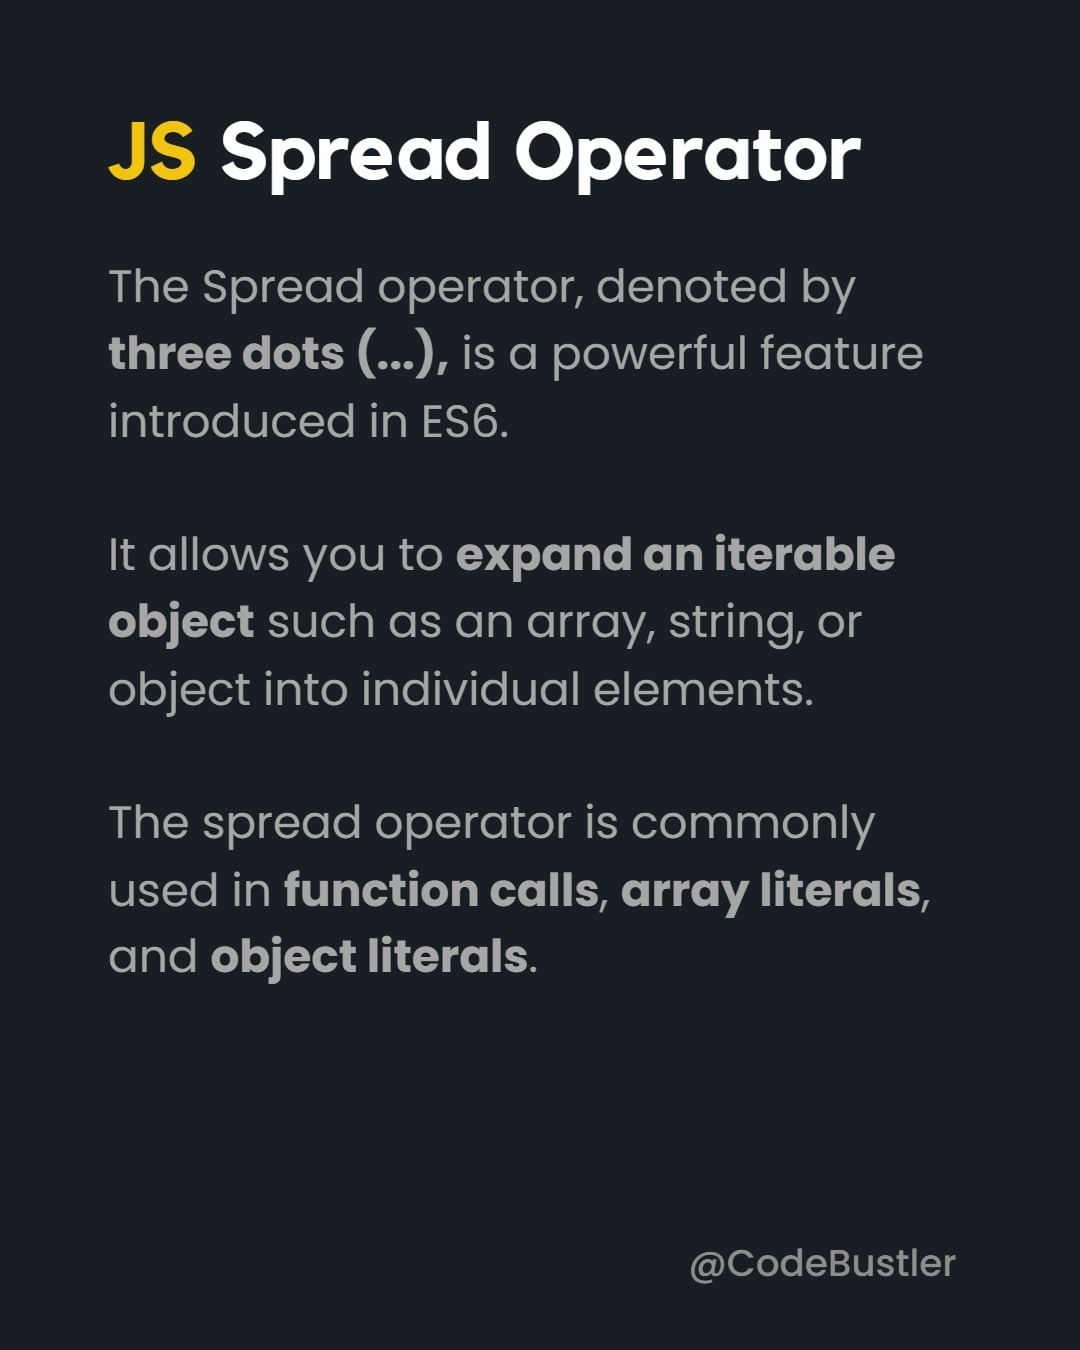 JS Spread Operator
The Spread operator, denoted by
three dots (...), is a powerful feature
introduced in ES6.
It allows you to expand an iterable
object such as an array, string, or
object into individual elements.
The spread operator is commonly
used in function calls, array literals,
and object literals.
@CodeBustler